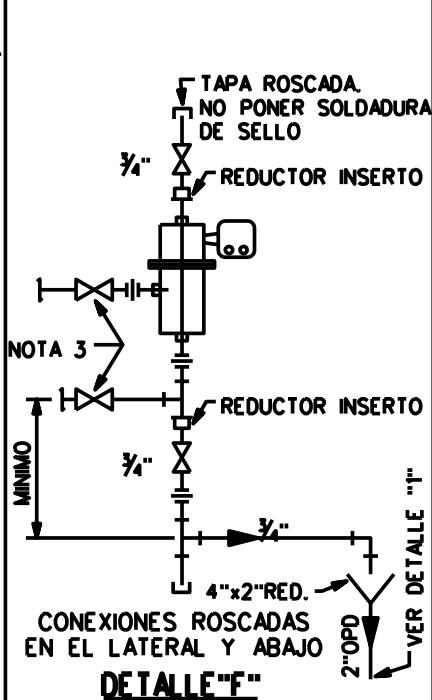 TAPA ROSCADA.
NO PONER SOLDADURA
DE SELLO
3/4"
REDUCTOR INSERTO
NOTA 3
REDUCTOR INSERTO
3/4"
MINIMO
3/4"
4"x2"RED.
2"OPD
VER DETALLE "1"
CONEXIONES ROSCADAS
EN EL LATERAL Y ABAJO
DETALLE"F"